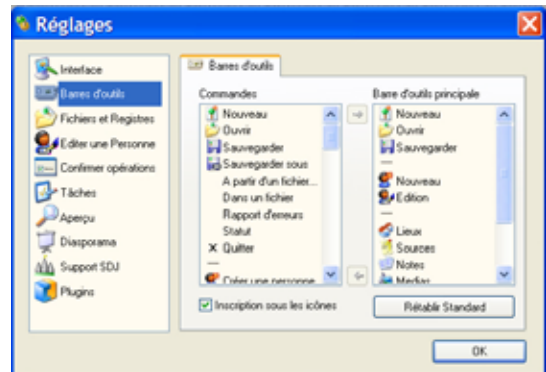 Réglages
Interface
Barres d'outils
Fichiers et Registres
Editer une Personne
Confirmer opérations
Tâches
Aperçu
Diasporama
Support SDJ
Plugins
Barres d'outils
Commandes
Nouveau
Ouvrir
Sauvegarder
Sauvegarder sous
A partir d'un fichier...
Dans un fichier
Rapport d'erreurs
Statut
Quitter
Créer une personne
Barre d'outils principale
Nouveau
Ouvrir
Sauvegarder
Nouveau
Edition
Lieux
Sources
Notes
Medias
Inscription sous les icônes
Rétablir Standard
OK